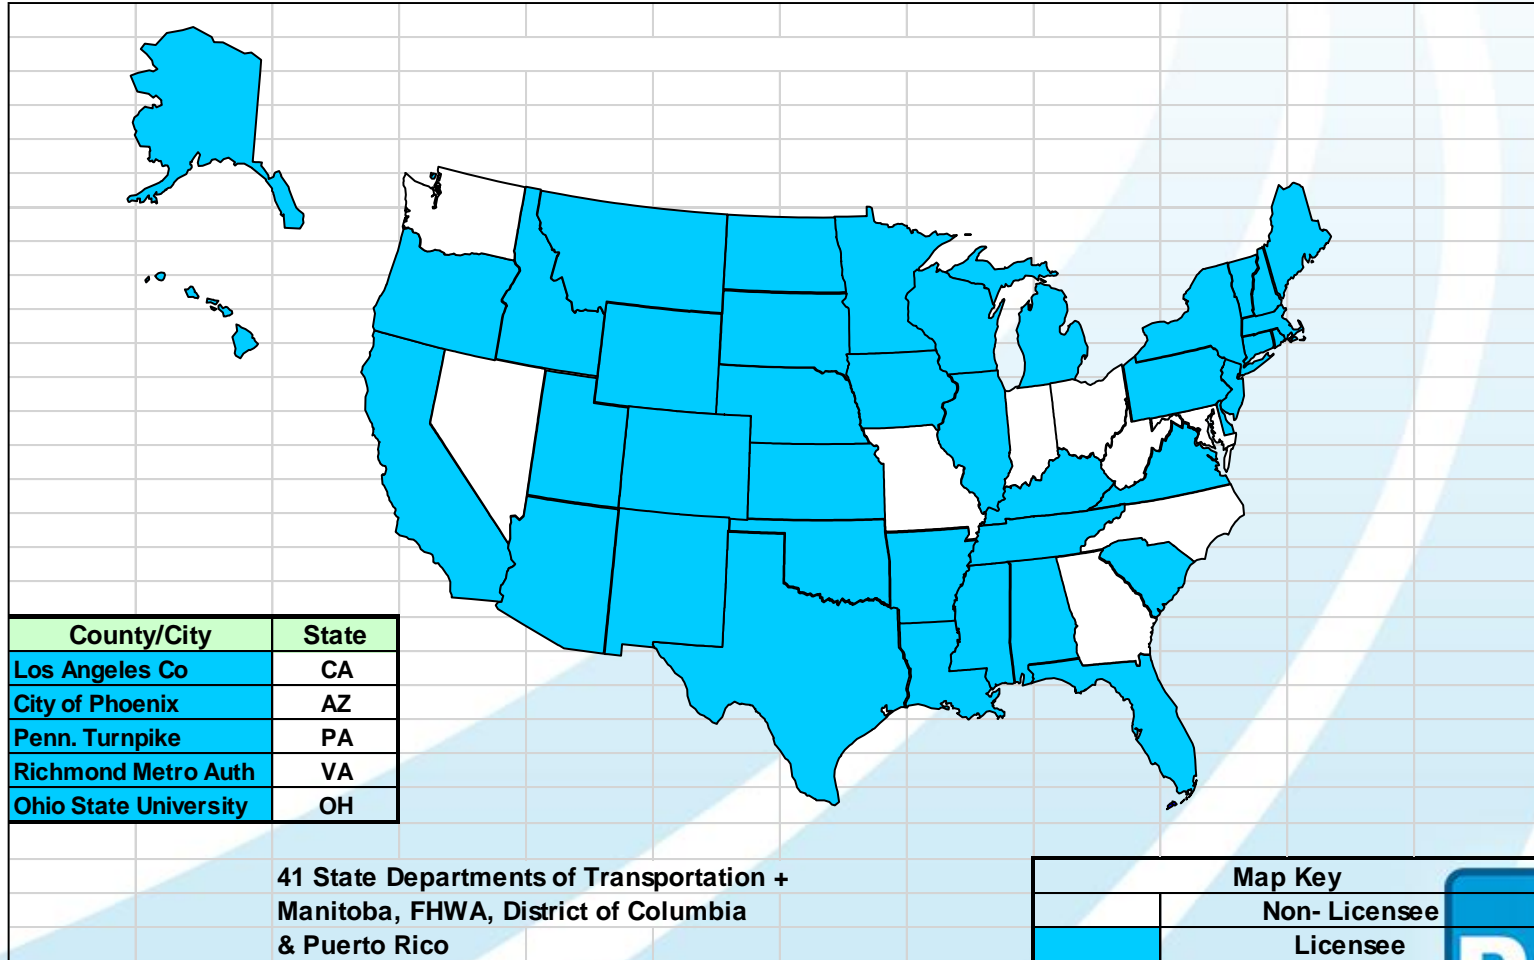 County/City State
Los Angeles Co CA
City of Phoenix AZ
Penn. Turnpike PA
Richmond Metro Auth VA
Ohio State University OH
41 State Departments of Transportation +
Manitoba, FHWA, District of Columbia
& Puerto Rico
Map Key
Non- Licensee
Licensee